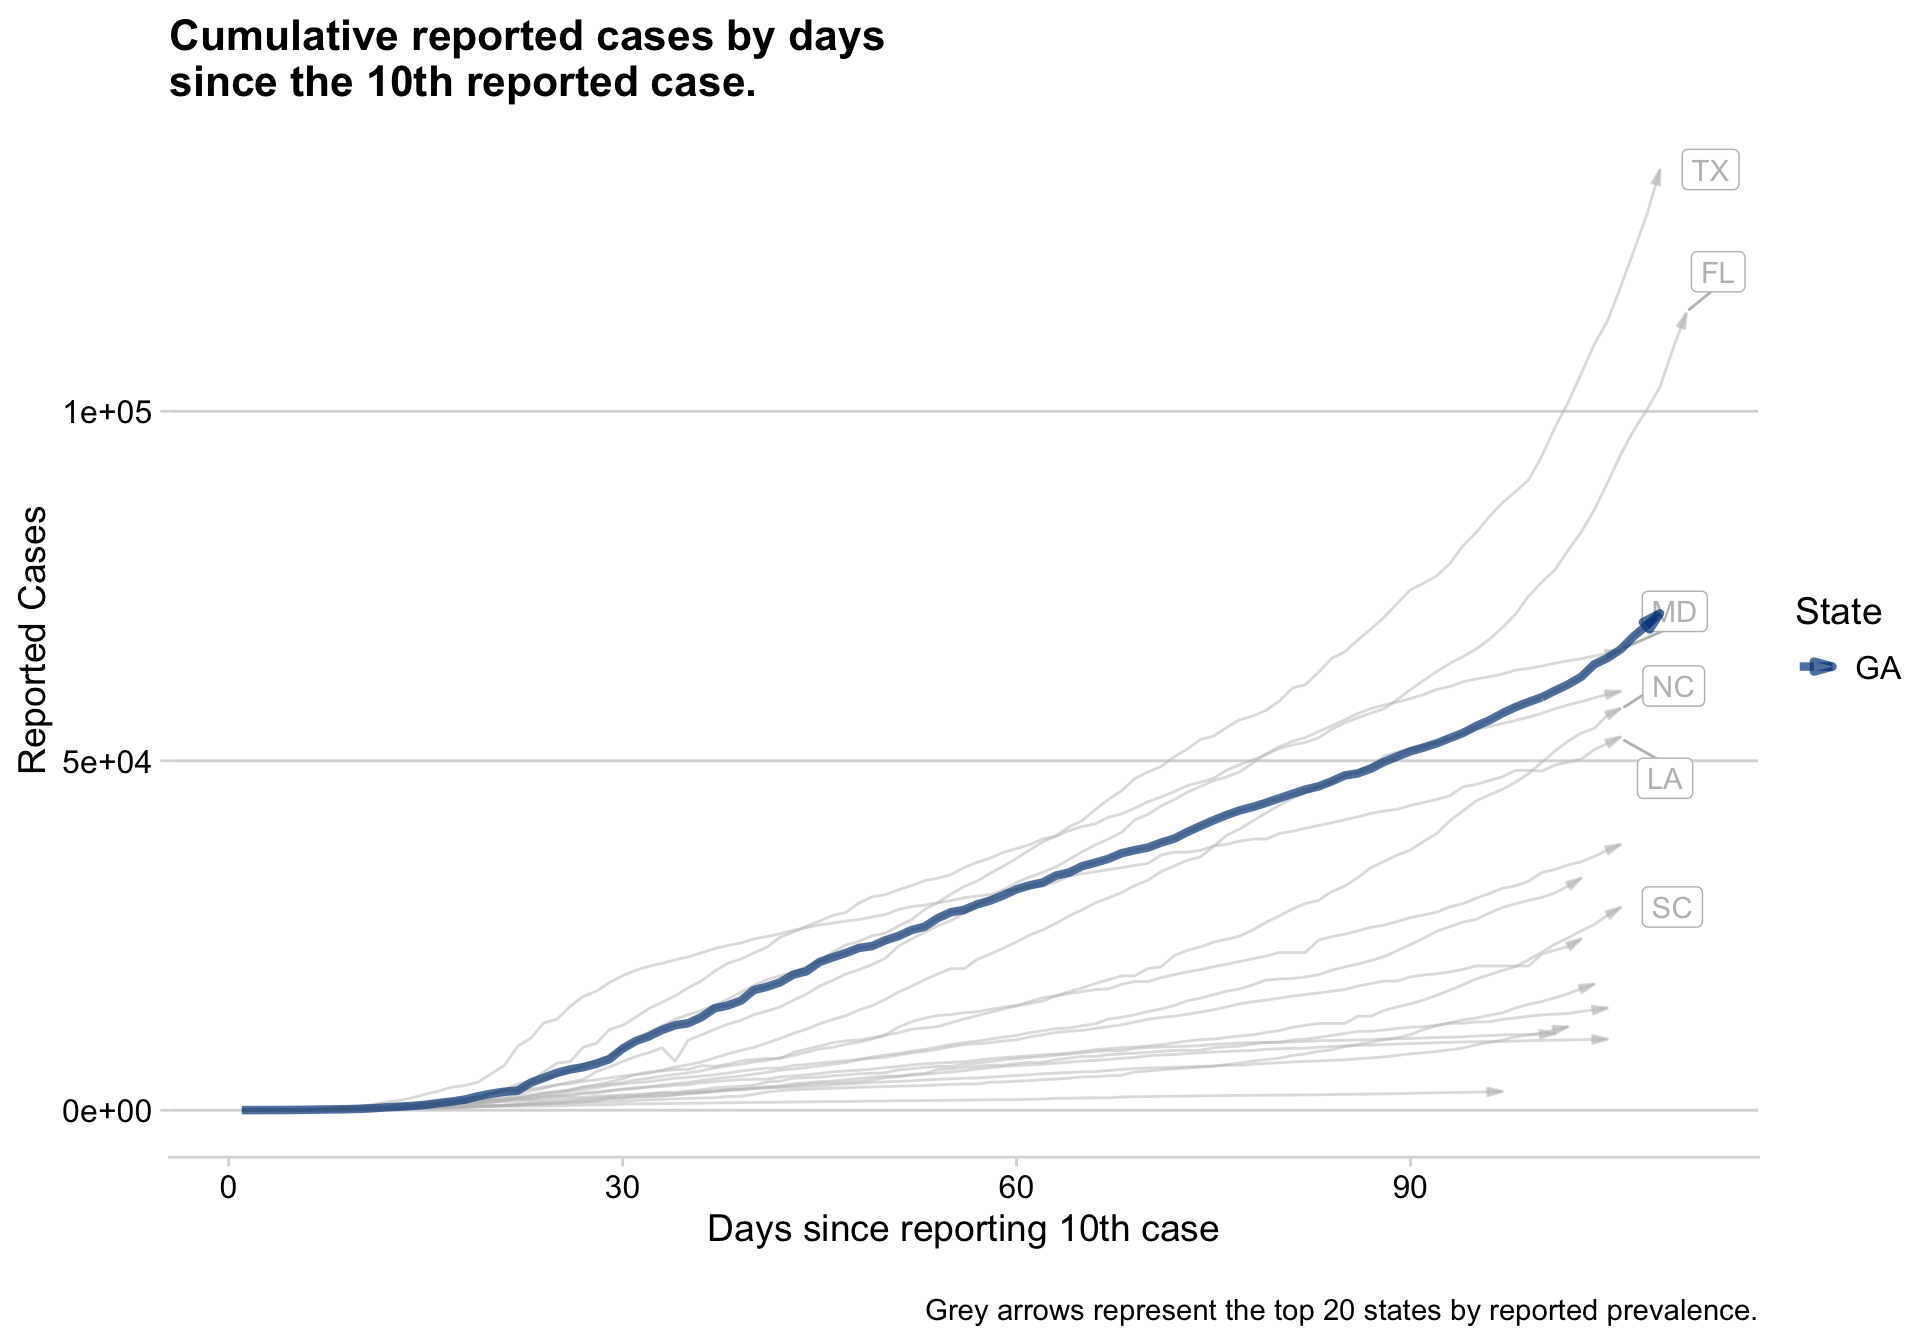 Cumulative reported cases by days
since the 10th reported case.
TX
FL
1e+05
MD
NC
5e+04
LA
SC
0e+00
Reported Cases
State
GA
0
30
60
90
Days since reporting 10th case
Grey arrows represent the top 20 states by reported prevalence.